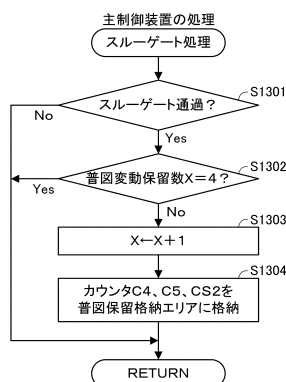 主制御装置の処理
スルーゲート処理
S1301
スルーゲート通過？
No
Yes
S1302
普図変動保留数X＝4？
Yes
No
S1303
X←X＋1
S1304
カウンタC4、C5、CS2を
普図保留格納エリアに格納
RETURN